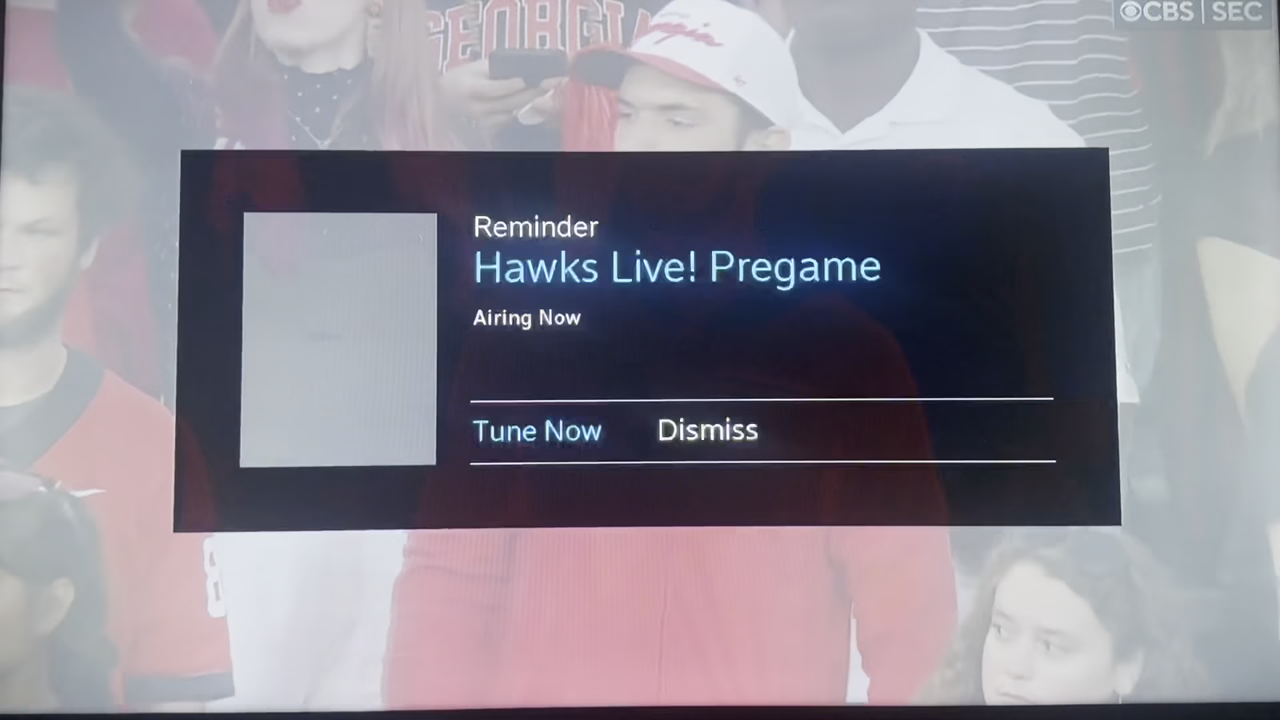 GEORGIA
CBS | SEC
Reminder
Hawks Live! Pregame
Airing Now
Tune Now Dismiss